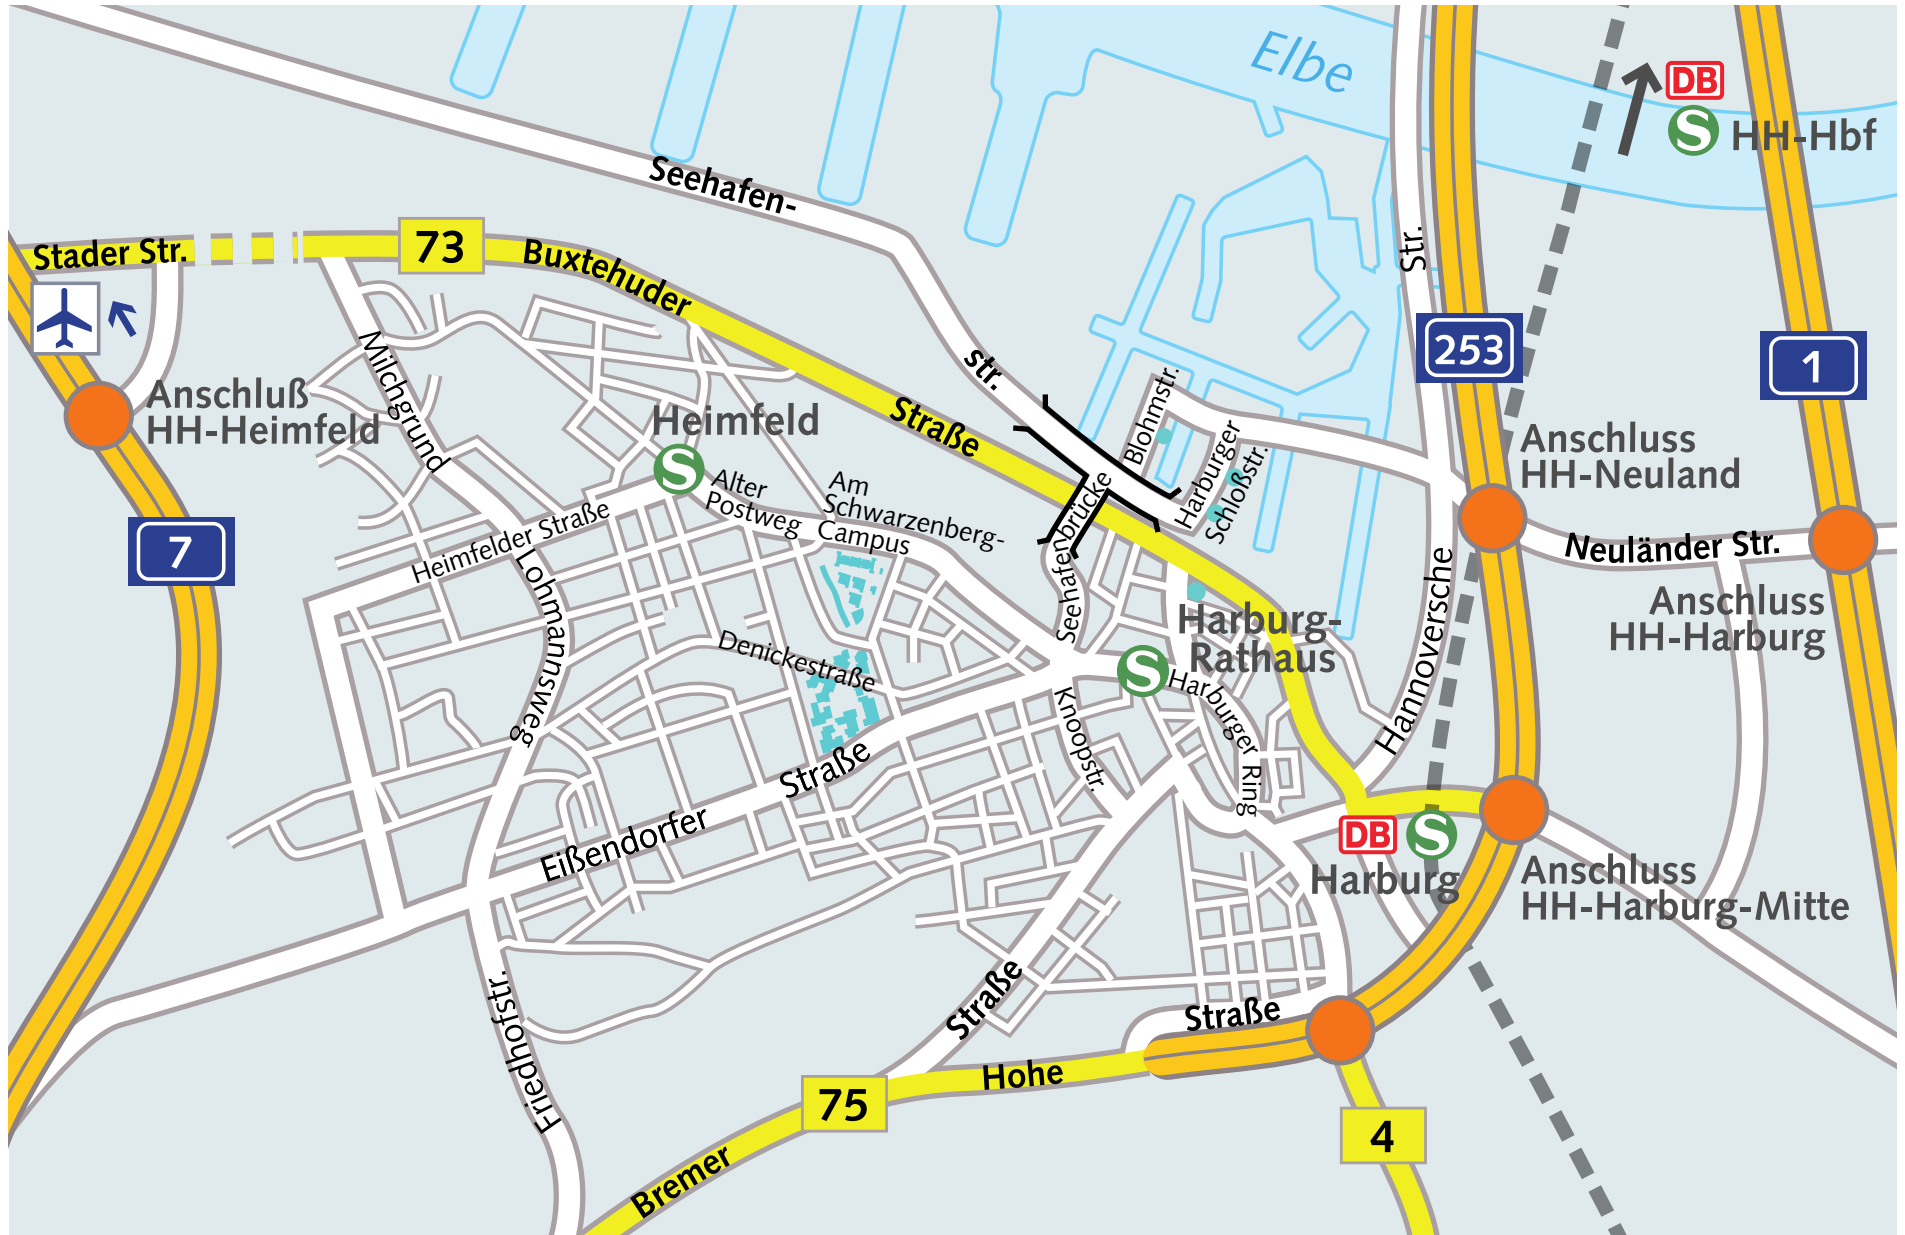 Elbe
DB
S HH-Hbf
Seehafen-
Str.
Stader Str.
73
Buxtehuder
253
1
Milchgrund
str.
Blohmstr.
Anschluß
HH-Heimfeld
Heimfeld
S
Straße
Harburger
Schloßstr.
Anschluss
HH-Neuland
Alter
Postweg
Am
Schwarzenberg-
Campus
7
Heimfelder Straße
Lohmannsweg
Seehafenbrücke
Seehafenbrücke
Neuländer Str.
Hannoversche
Anschluss
HH-Harburg
Harburg-
Rathaus
S
Denickestraße
Knoopstr.
Harburger Ring
Straße
Eißendorfer
DB S
Harburg
Anschluss
HH-Harburg-Mitte
Friedhofstr.
Straße
Straße
Hohe
75
4
Bremer